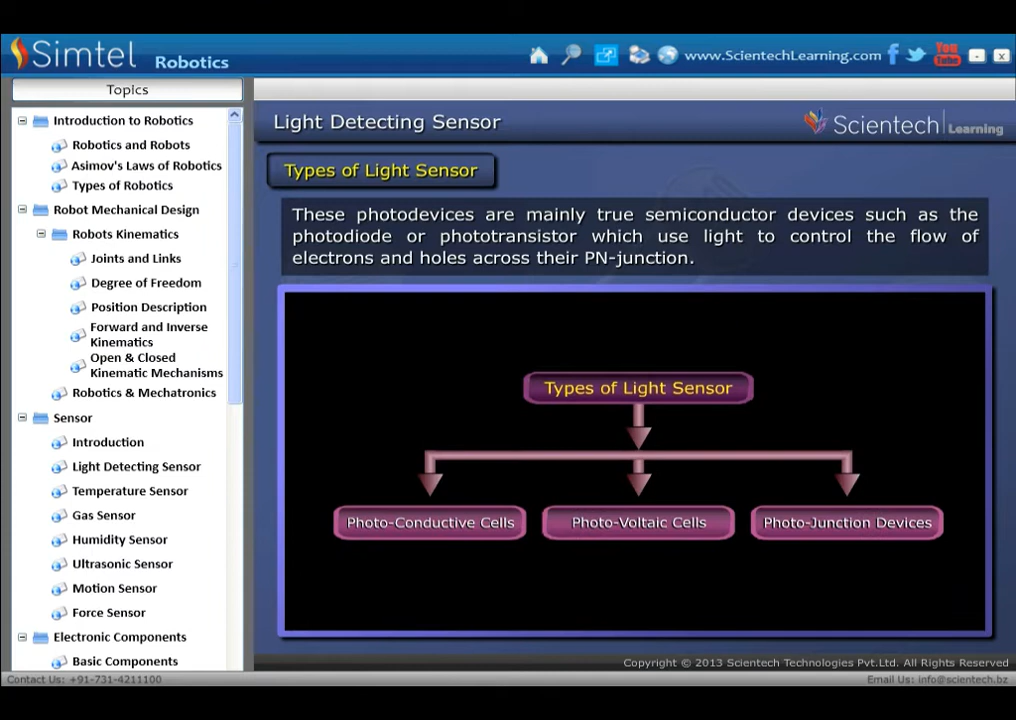 Simtel Robotics
www.ScientechLearning.com
f
You Tube
- x
Topics
Introduction to Robotics
Robotics and Robots
Asimov's Laws of Robotics
Types of Robotics
Robot Mechanical Design
Robots Kinematics
Joints and Links
Degree of Freedom
Position Description
Forward and Inverse
Kinematics
Open & Closed
Kinematic Mechanisms
Robotics & Mechatronics
Sensor
Introduction
Light Detecting Sensor
Temperature Sensor
Gas Sensor
Humidity Sensor
Ultrasonic Sensor
Motion Sensor
Force Sensor
Electronic Components
Basic Components
Light Detecting Sensor
Scientech Learning
Types of Light Sensor
These photodevices are mainly true semiconductor devices such as the
photodiode or phototransistor which use light to control the flow of
electrons and holes across their PN-junction.
Types of Light Sensor
Photo-Conductive Cells
Photo-Voltaic Cells
Photo-Junction Devices
Copyright © 2013 Scientech Technologies Pvt.Ltd. All Rights Reserved
Contact Us: +91-731-4211100
Email Us: info@scientech.bz